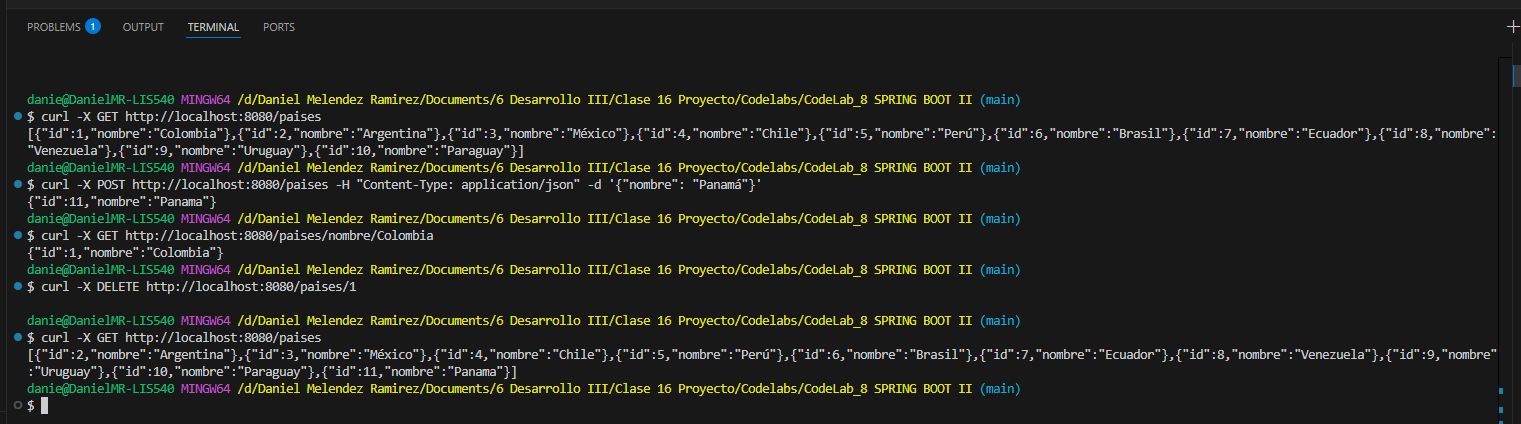 PROBLEMS 1 OUTPUT TERMINAL PORTS
danie@DanielMR-LIS540 MINGW64 /d/Daniel Melendez Ramirez/Documents/6 Desarrollo III/Clase 16 Proyecto/Codelabs/CodeLab_8 SPRING BOOT II (main)
$ curl -X GET http://localhost:8080/paises
[{"id":1,"nombre":"Colombia"},{"id":2,"nombre":"Argentina"},{"id":3,"nombre":"México"},{"id":4,"nombre":"Chile"},{"id":5,"nombre":"Perú"},{"id":6,"nombre":"Brasil"},{"id":7,"nombre":"Ecuador"},{"id":8,"nombre":
"Venezuela"},{"id":9,"nombre":"Uruguay"},{"id":10,"nombre":"Paraguay"}]
danie@DanielMR-LIS540 MINGW64 /d/Daniel Melendez Ramirez/Documents/6 Desarrollo III/Clase 16 Proyecto/Codelabs/CodeLab_8 SPRING BOOT II (main)
$ curl -X POST http://localhost:8080/paises -H "Content-Type: application/json" -d '{"nombre": "Panamá"}'
{"id":11,"nombre":"Panama"}
danie@DanielMR-LIS540 MINGW64 /d/Daniel Melendez Ramirez/Documents/6 Desarrollo III/Clase 16 Proyecto/Codelabs/CodeLab_8 SPRING BOOT II (main)
$ curl -X GET http://localhost:8080/paises/nombre/Colombia
{"id":1,"nombre":"Colombia"}
danie@DanielMR-LIS540 MINGW64 /d/Daniel Melendez Ramirez/Documents/6 Desarrollo III/Clase 16 Proyecto/Codelabs/CodeLab_8 SPRING BOOT II (main)
$ curl -X DELETE http://localhost:8080/paises/1
danie@DanielMR-LIS540 MINGW64 /d/Daniel Melendez Ramirez/Documents/6 Desarrollo III/Clase 16 Proyecto/Codelabs/CodeLab_8 SPRING BOOT II (main)
$ curl -X GET http://localhost:8080/paises
[{"id":2,"nombre":"Argentina"},{"id":3,"nombre":"México"},{"id":4,"nombre":"Chile"},{"id":5,"nombre":"Perú"},{"id":6,"nombre":"Brasil"},{"id":7,"nombre":"Ecuador"},{"id":8,"nombre":"Venezuela"},{"id":9,"nombre"
:"Uruguay"},{"id":10,"nombre":"Paraguay"},{"id":11,"nombre":"Panama"}]
danie@DanielMR-LIS540 MINGW64 /d/Daniel Melendez Ramirez/Documents/6 Desarrollo III/Clase 16 Proyecto/Codelabs/CodeLab_8 SPRING BOOT II (main)
$